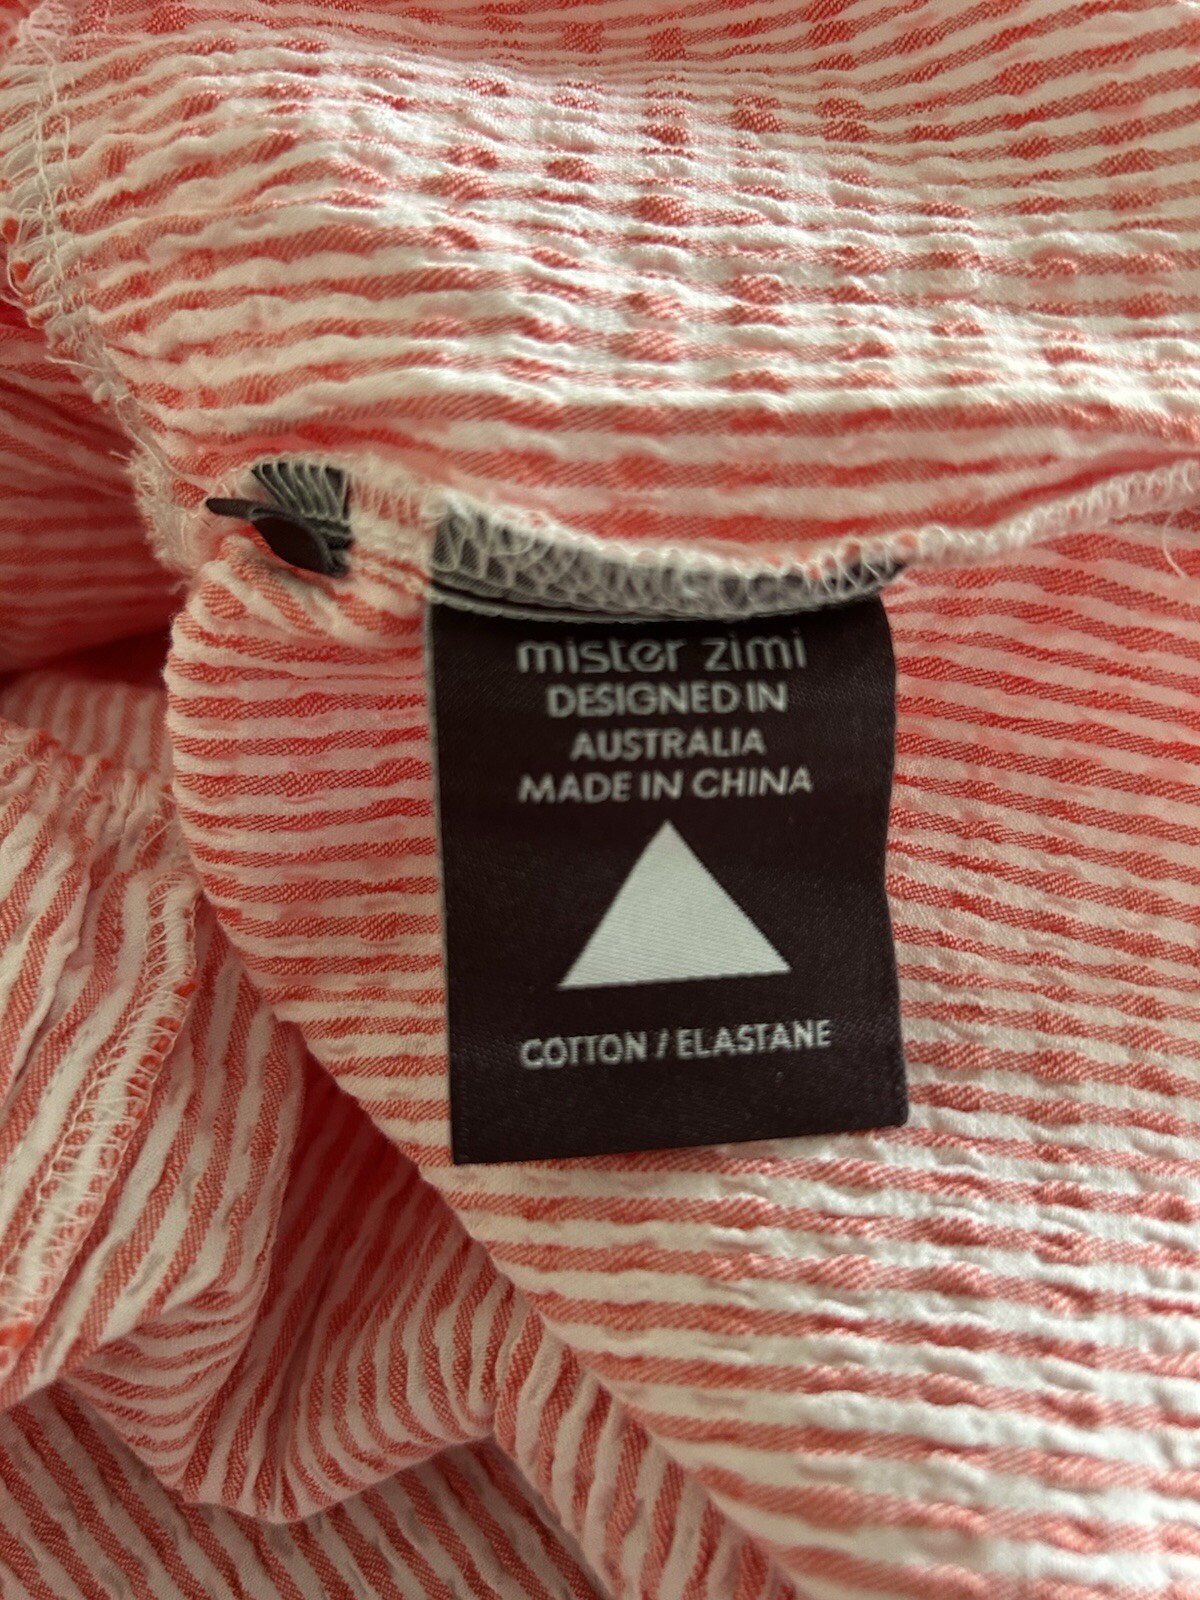 mister zimi
DESIGNED IN
AUSTRALIA
MADE IN CHINA
COTTON / ELASTANE